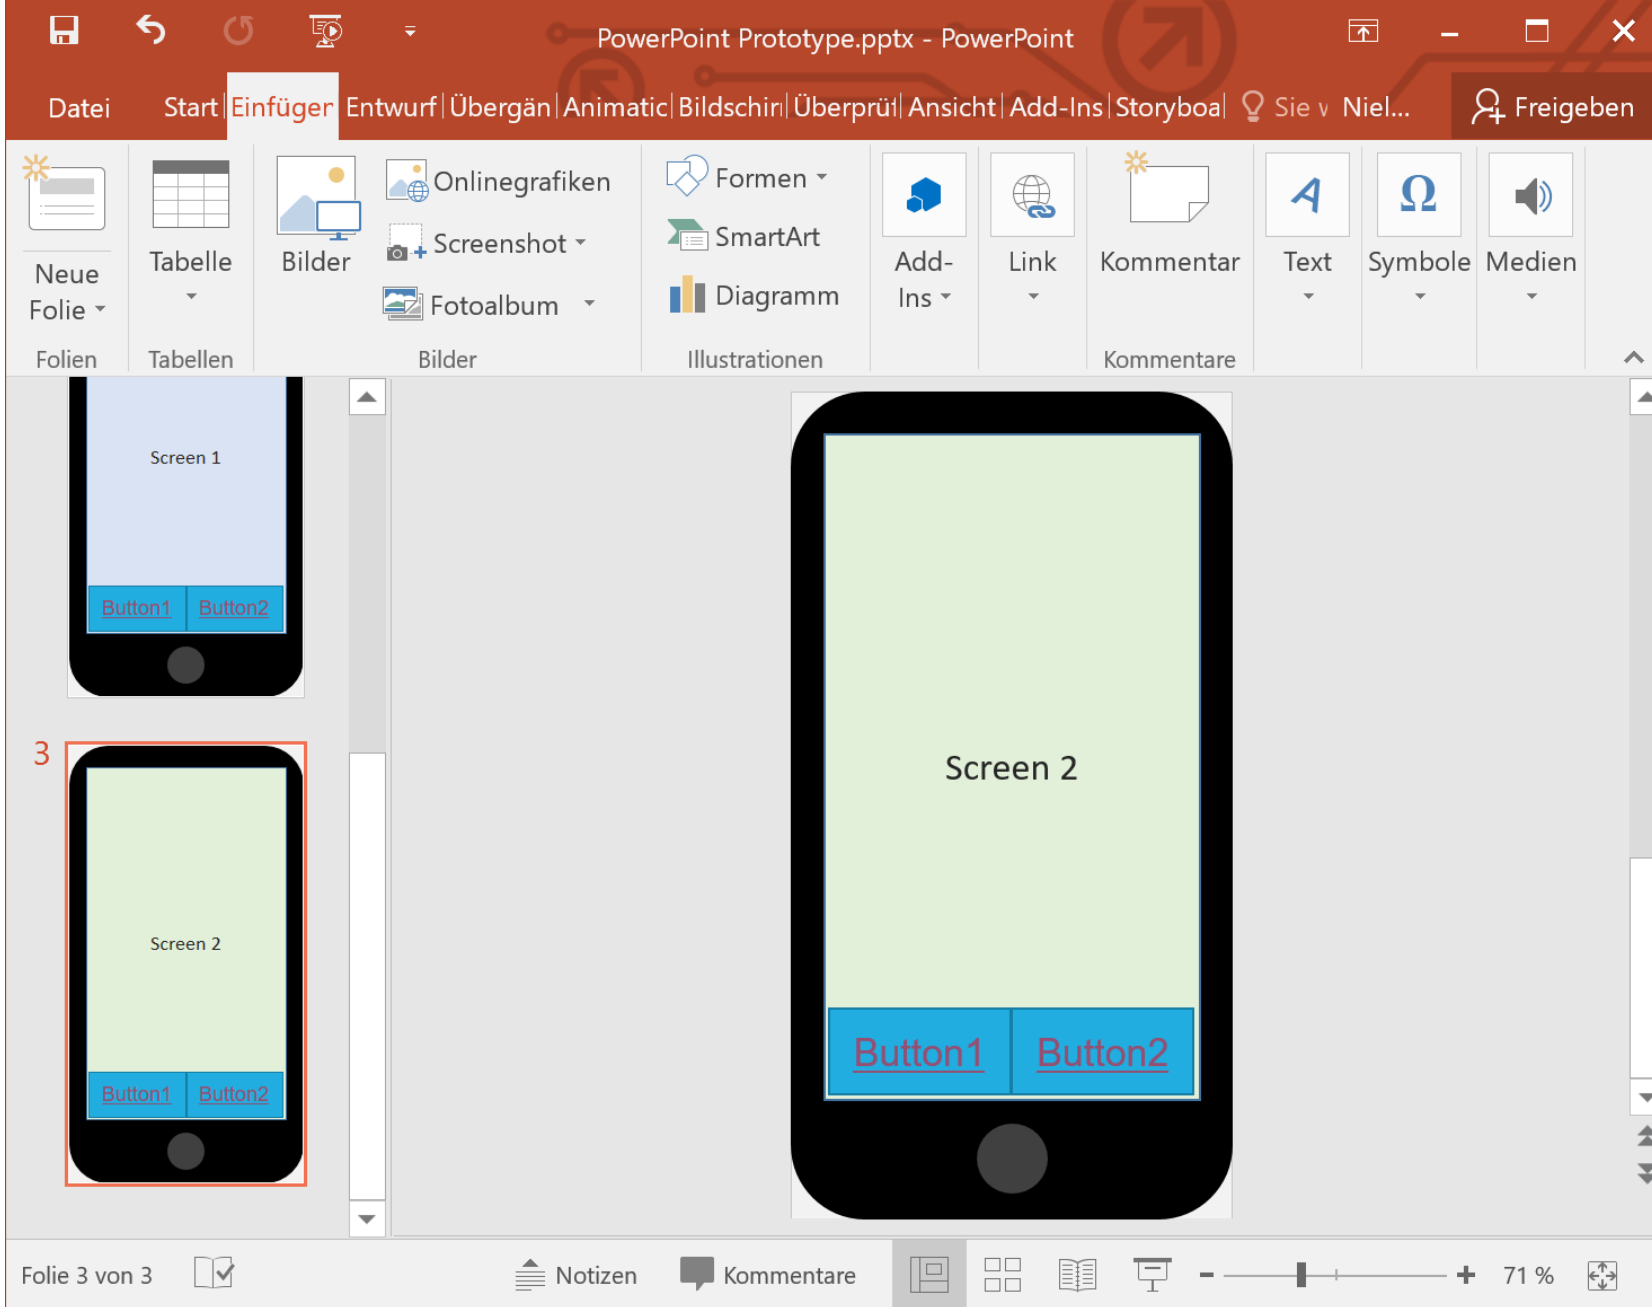 PowerPoint Prototype.pptx - PowerPoint
Datei Start Einfüger Entwurf Übergän Animatic Bildschirı Überprüf Ansicht Add-Ins Storyboa Sie v Niel... Freigeben
Neue Folie
Tabelle
Bilder
Onlinegrafiken
Screenshot
Fotoalbum
Formen
SmartArt
Diagramm
Add-Ins
Link
Kommentar
Text
Symbole
Medien
Folien Tabellen Bilder Illustrationen Kommentare
Screen 1
Button1 Button2
3
Screen 2
Button1 Button2
Screen 2
Button1 Button2
Folie 3 von 3 Notizen Kommentare 71 %